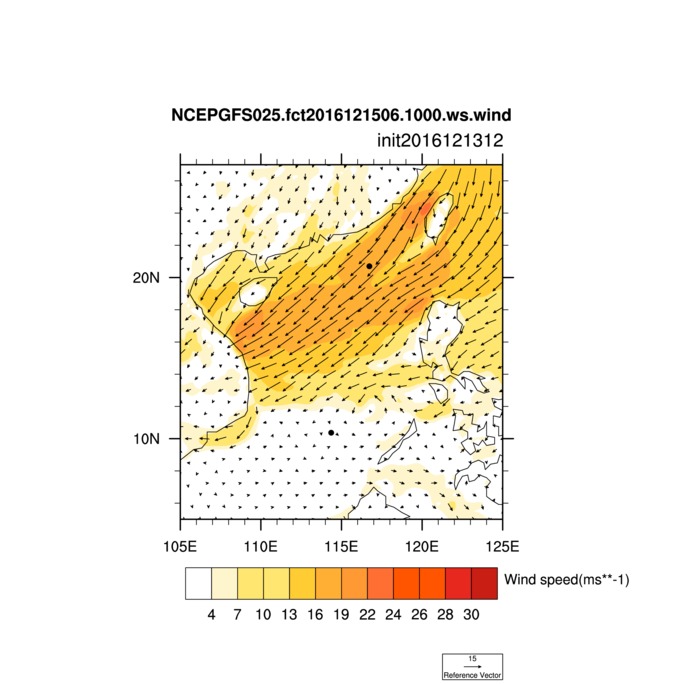 NCEPGFS025.fct2016121506.1000.ws.wind
init2016121312
20N
10N
105E 110E 115E 120E 125E
Wind speed(ms**-1)
4 7 10 13 16 19 22 24 26 28 30
15
Reference Vector